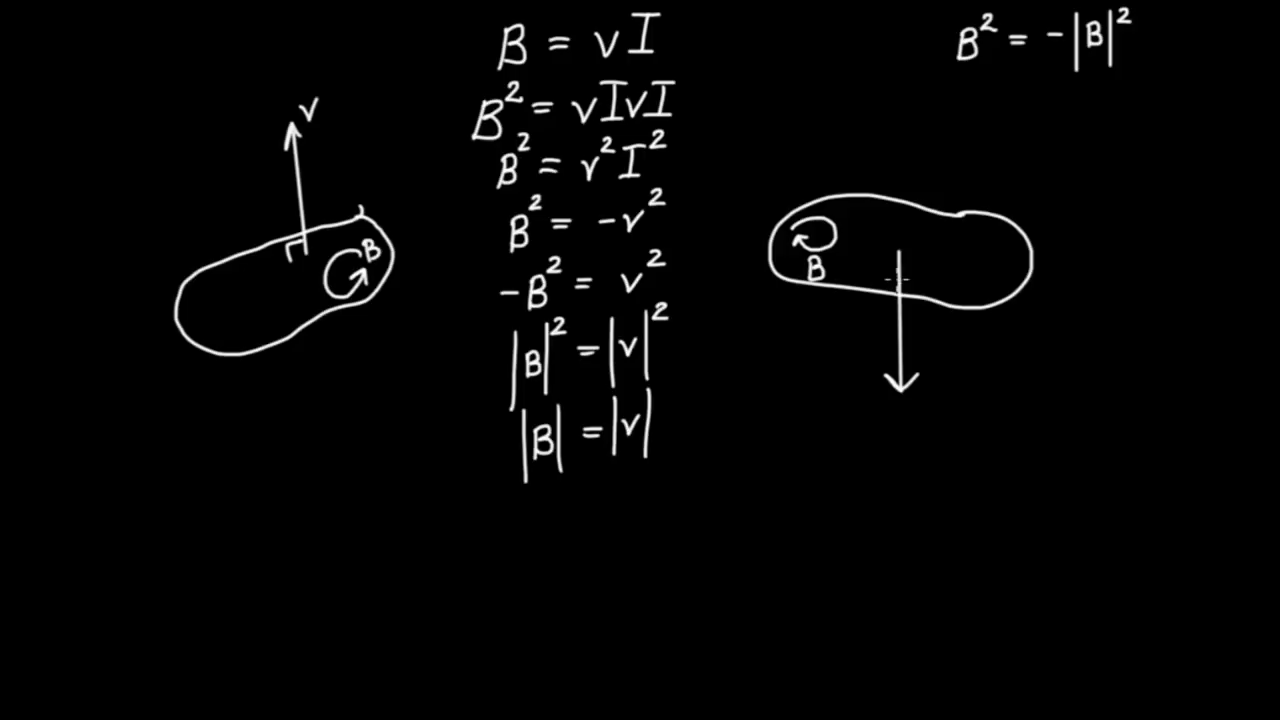 B = vI
B² = -|B|²
B² = vIvI
v
B² = v²I²
B² = -v²
B
B
-B² = v²
|B|² = |v|²
|B| = |v|